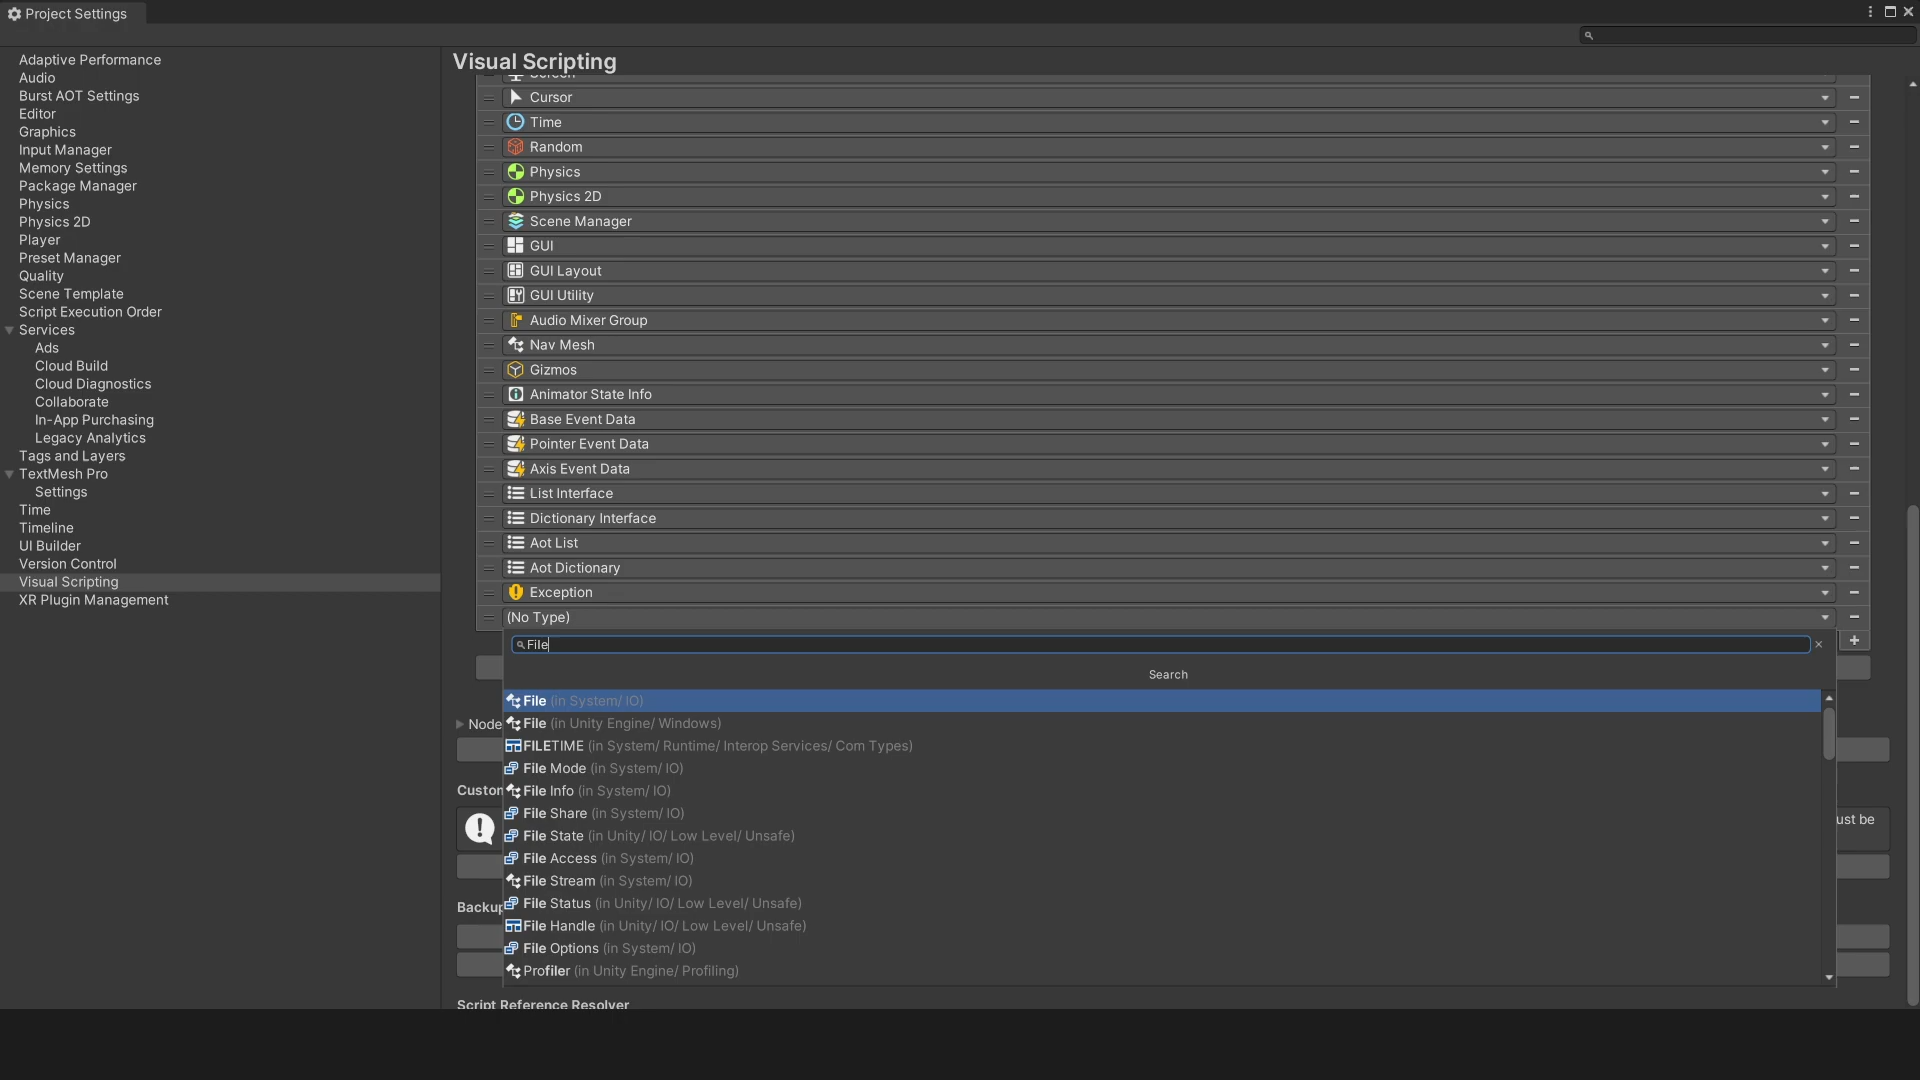 Project Settings
Adaptive Performance
Audio
Burst AOT Settings
Editor
Graphics
Input Manager
Memory Settings
Package Manager
Physics
Physics 2D
Player
Preset Manager
Quality
Scene Template
Script Execution Order
Services
Ads
Cloud Build
Cloud Diagnostics
Collaborate
In-App Purchasing
Legacy Analytics
Tags and Layers
TextMesh Pro
Settings
Time
Timeline
UI Builder
Version Control
Visual Scripting
XR Plugin Management
Visual Scripting
Screen
Cursor
Time
Random
Physics
Physics 2D
Scene Manager
GUI
GUI Layout
GUI Utility
Audio Mixer Group
Nav Mesh
Gizmos
Animator State Info
Base Event Data
Pointer Event Data
Axis Event Data
List Interface
Dictionary Interface
Aot List
Aot Dictionary
Exception
(No Type)
File
Search
File (in System/ IO)
File (in Unity Engine/ Windows)
FILETIME (in System/ Runtime/ Interop Services/ Com Types)
File Mode (in System/ IO)
File Info (in System/ IO)
File Share (in System/ IO)
File State (in Unity/ IO/ Low Level/ Unsafe)
File Access (in System/ IO)
File Stream (in System/ IO)
File Status (in Unity/ IO/ Low Level/ Unsafe)
File Handle (in Unity/ IO/ Low Level/ Unsafe)
File Options (in System/ IO)
Profiler (in Unity Engine/ Profiling)
Node
Custon
ust be
Backup
Script Reference Resolver